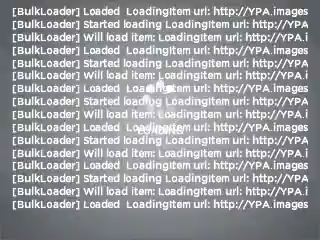 [BulkLoader] Loaded LoadingItem url: http://YPA.images
[BulkLoader] Started loading LoadingItem url: http://YPA
[BulkLoader] Will load item: LoadingItem url: http://YPA.i
[BulkLoader] Loaded LoadingItem url: http://YPA.images
[BulkLoader] Started loading LoadingItem url: http://YPA
[BulkLoader] Will load item: LoadingItem url: http://YPA.i
[BulkLoader] Loaded LoadingItem url: http://YPA.images
[BulkLoader] Started loading LoadingItem url: http://YPA
[BulkLoader] Will load item: LoadingItem url: http://YPA.i
[BulkLoader] Loaded LoadingItem url: http://YPA.images
[BulkLoader] Started loading LoadingItem url: http://YPA
[BulkLoader] Will load item: LoadingItem url: http://YPA.i
[BulkLoader] Loaded LoadingItem url: http://YPA.images
[BulkLoader] Started loading LoadingItem url: http://YPA
[BulkLoader] Will load item: LoadingItem url: http://YPA.i
[BulkLoader] Loaded LoadingItem url: http://YPA.images